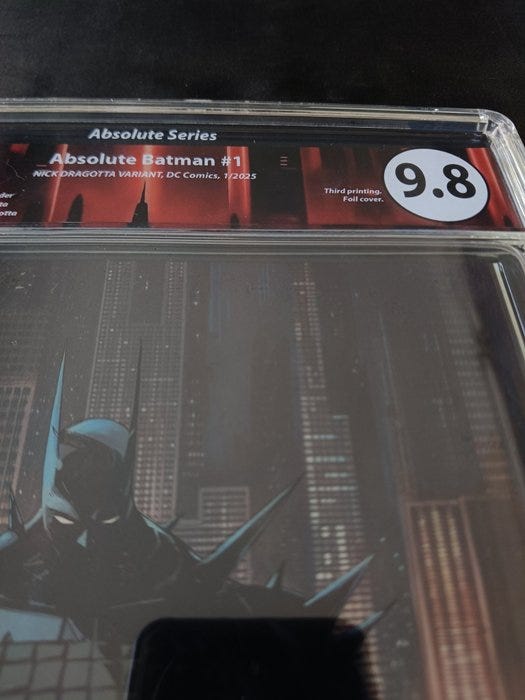 Absolute Series
Absolute Batman #1
NICK DRAGOTTA VARIANT, DC Comics, 1/2025
Third printing.
Foil cover.
9.8